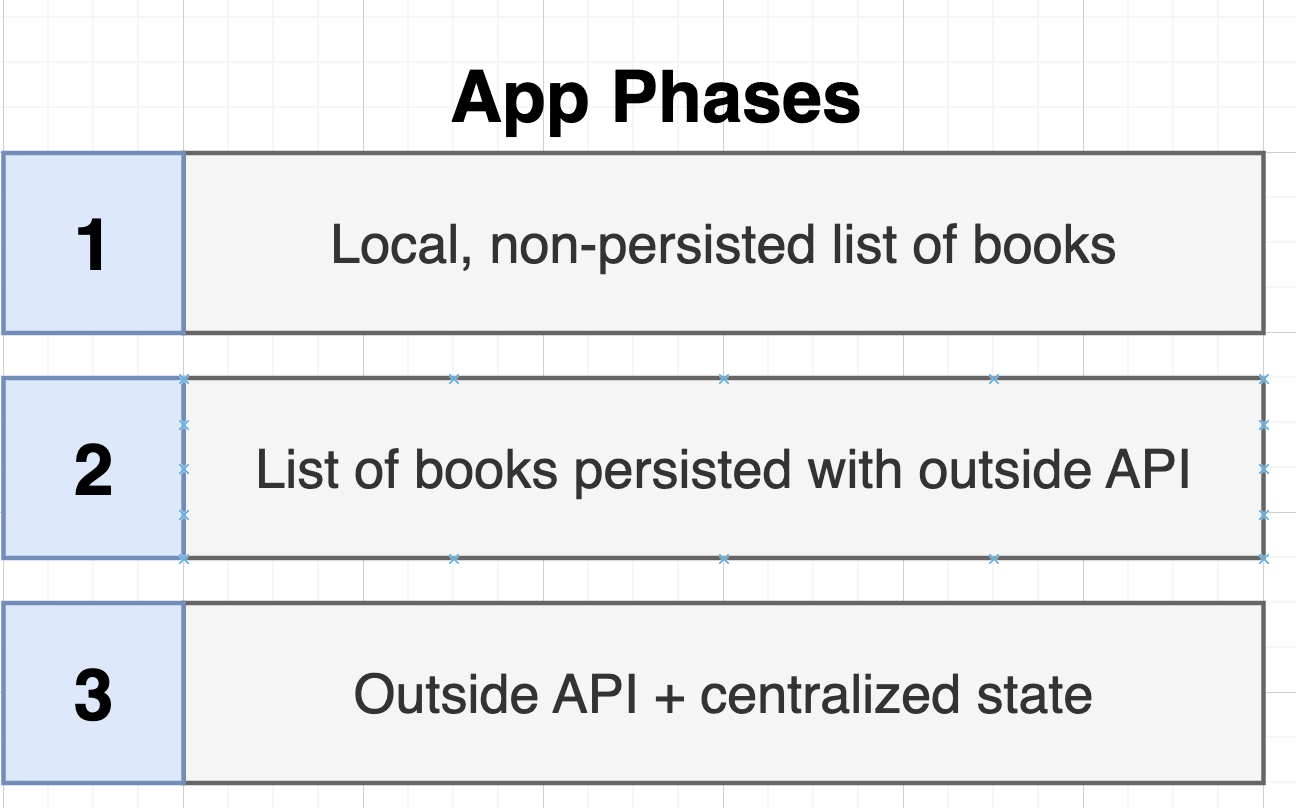 App Phases
1
Local, non-persisted list of books
2
List of books persisted with outside API
3
Outside API + centralized state